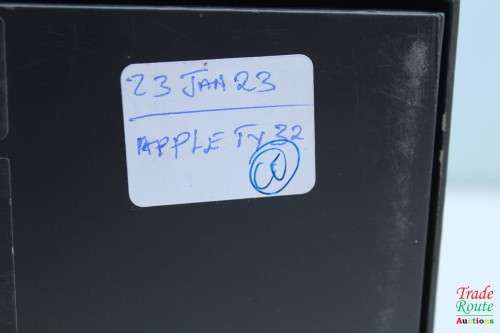 23 JAN 23
APPLE TV 32
Trade
Route
Auctions